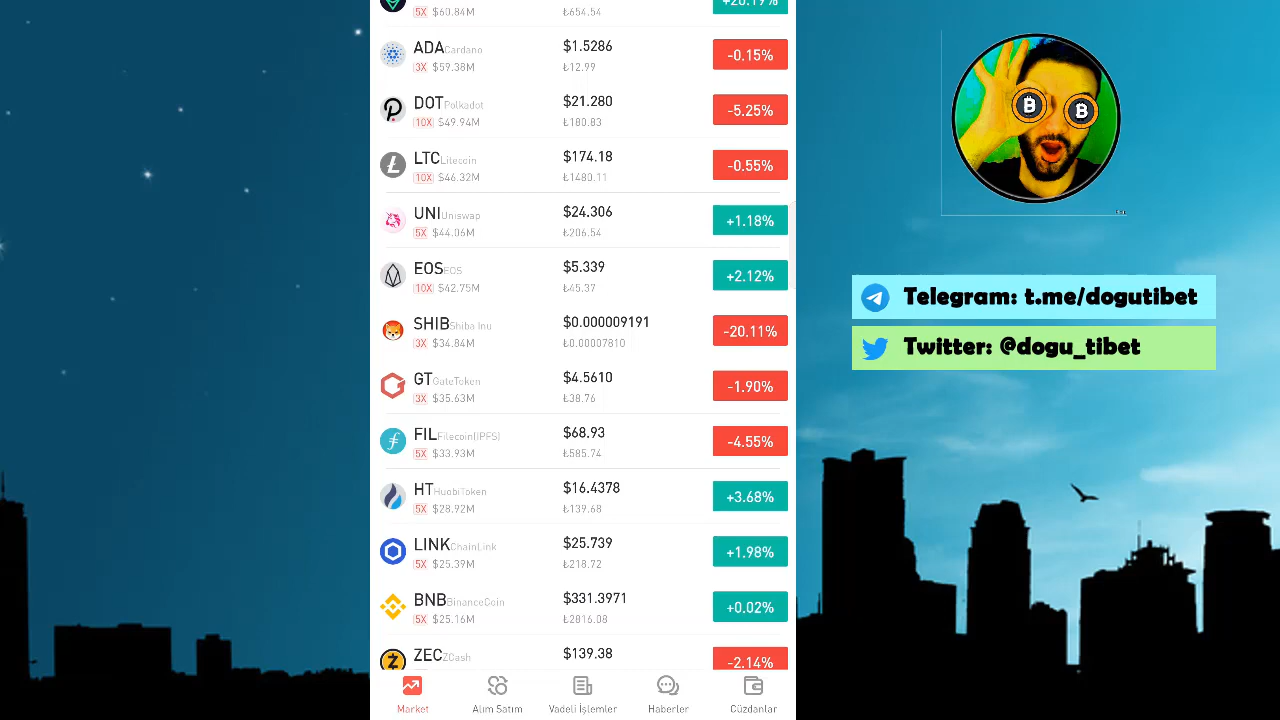 5X $60.84M ₺654.54 +20.19%
ADA Cardano $1.5286 -0.15%
3X $59.38M ₺12.99
DOT Polkadot $21.280 -5.25%
10X $49.94M ₺180.83
LTC Litecoin $174.18 -0.55%
10X $46.32M ₺1480.11
UNI Uniswap $24.306 +1.18%
5X $44.06M ₺206.54
EOS EOS $5.339 +2.12%
10X $42.75M ₺45.37
SHIB Shiba Inu $0.000009191 -20.11%
3X $34.84M ₺0.00007810
GT GateToken $4.5610 -1.90%
3X $35.63M ₺38.76
FIL Filecoin(IPFS) $68.93 -4.55%
5X $33.93M ₺585.74
HT HuobiToken $16.4378 +3.68%
5X $28.92M ₺139.68
LINK ChainLink $25.739 +1.98%
5X $25.39M ₺218.72
BNB BinanceCoin $331.3971 +0.02%
5X $25.16M ₺2816.08
ZEC ZCash $139.38 -2.14%
Market Alım Satım Vadeli İşlemler Haberler Cüzdanlar
Telegram: t.me/dogutibet
Twitter: @dogu_tibet